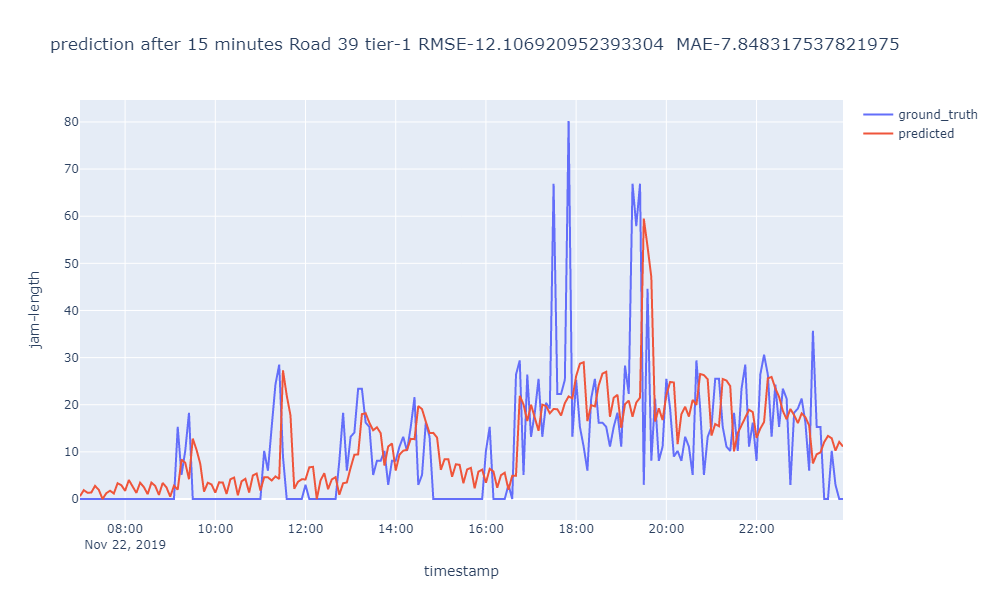 prediction after 15 minutes Road 39 tier-1 RMSE-12.106920952393304  MAE-7.848317537821975
ground_truth
predicted
80
70
60
50
40
30
20
10
0
jam-length
08:00 10:00 12:00 14:00 16:00 18:00 20:00 22:00
Nov 22, 2019
timestamp